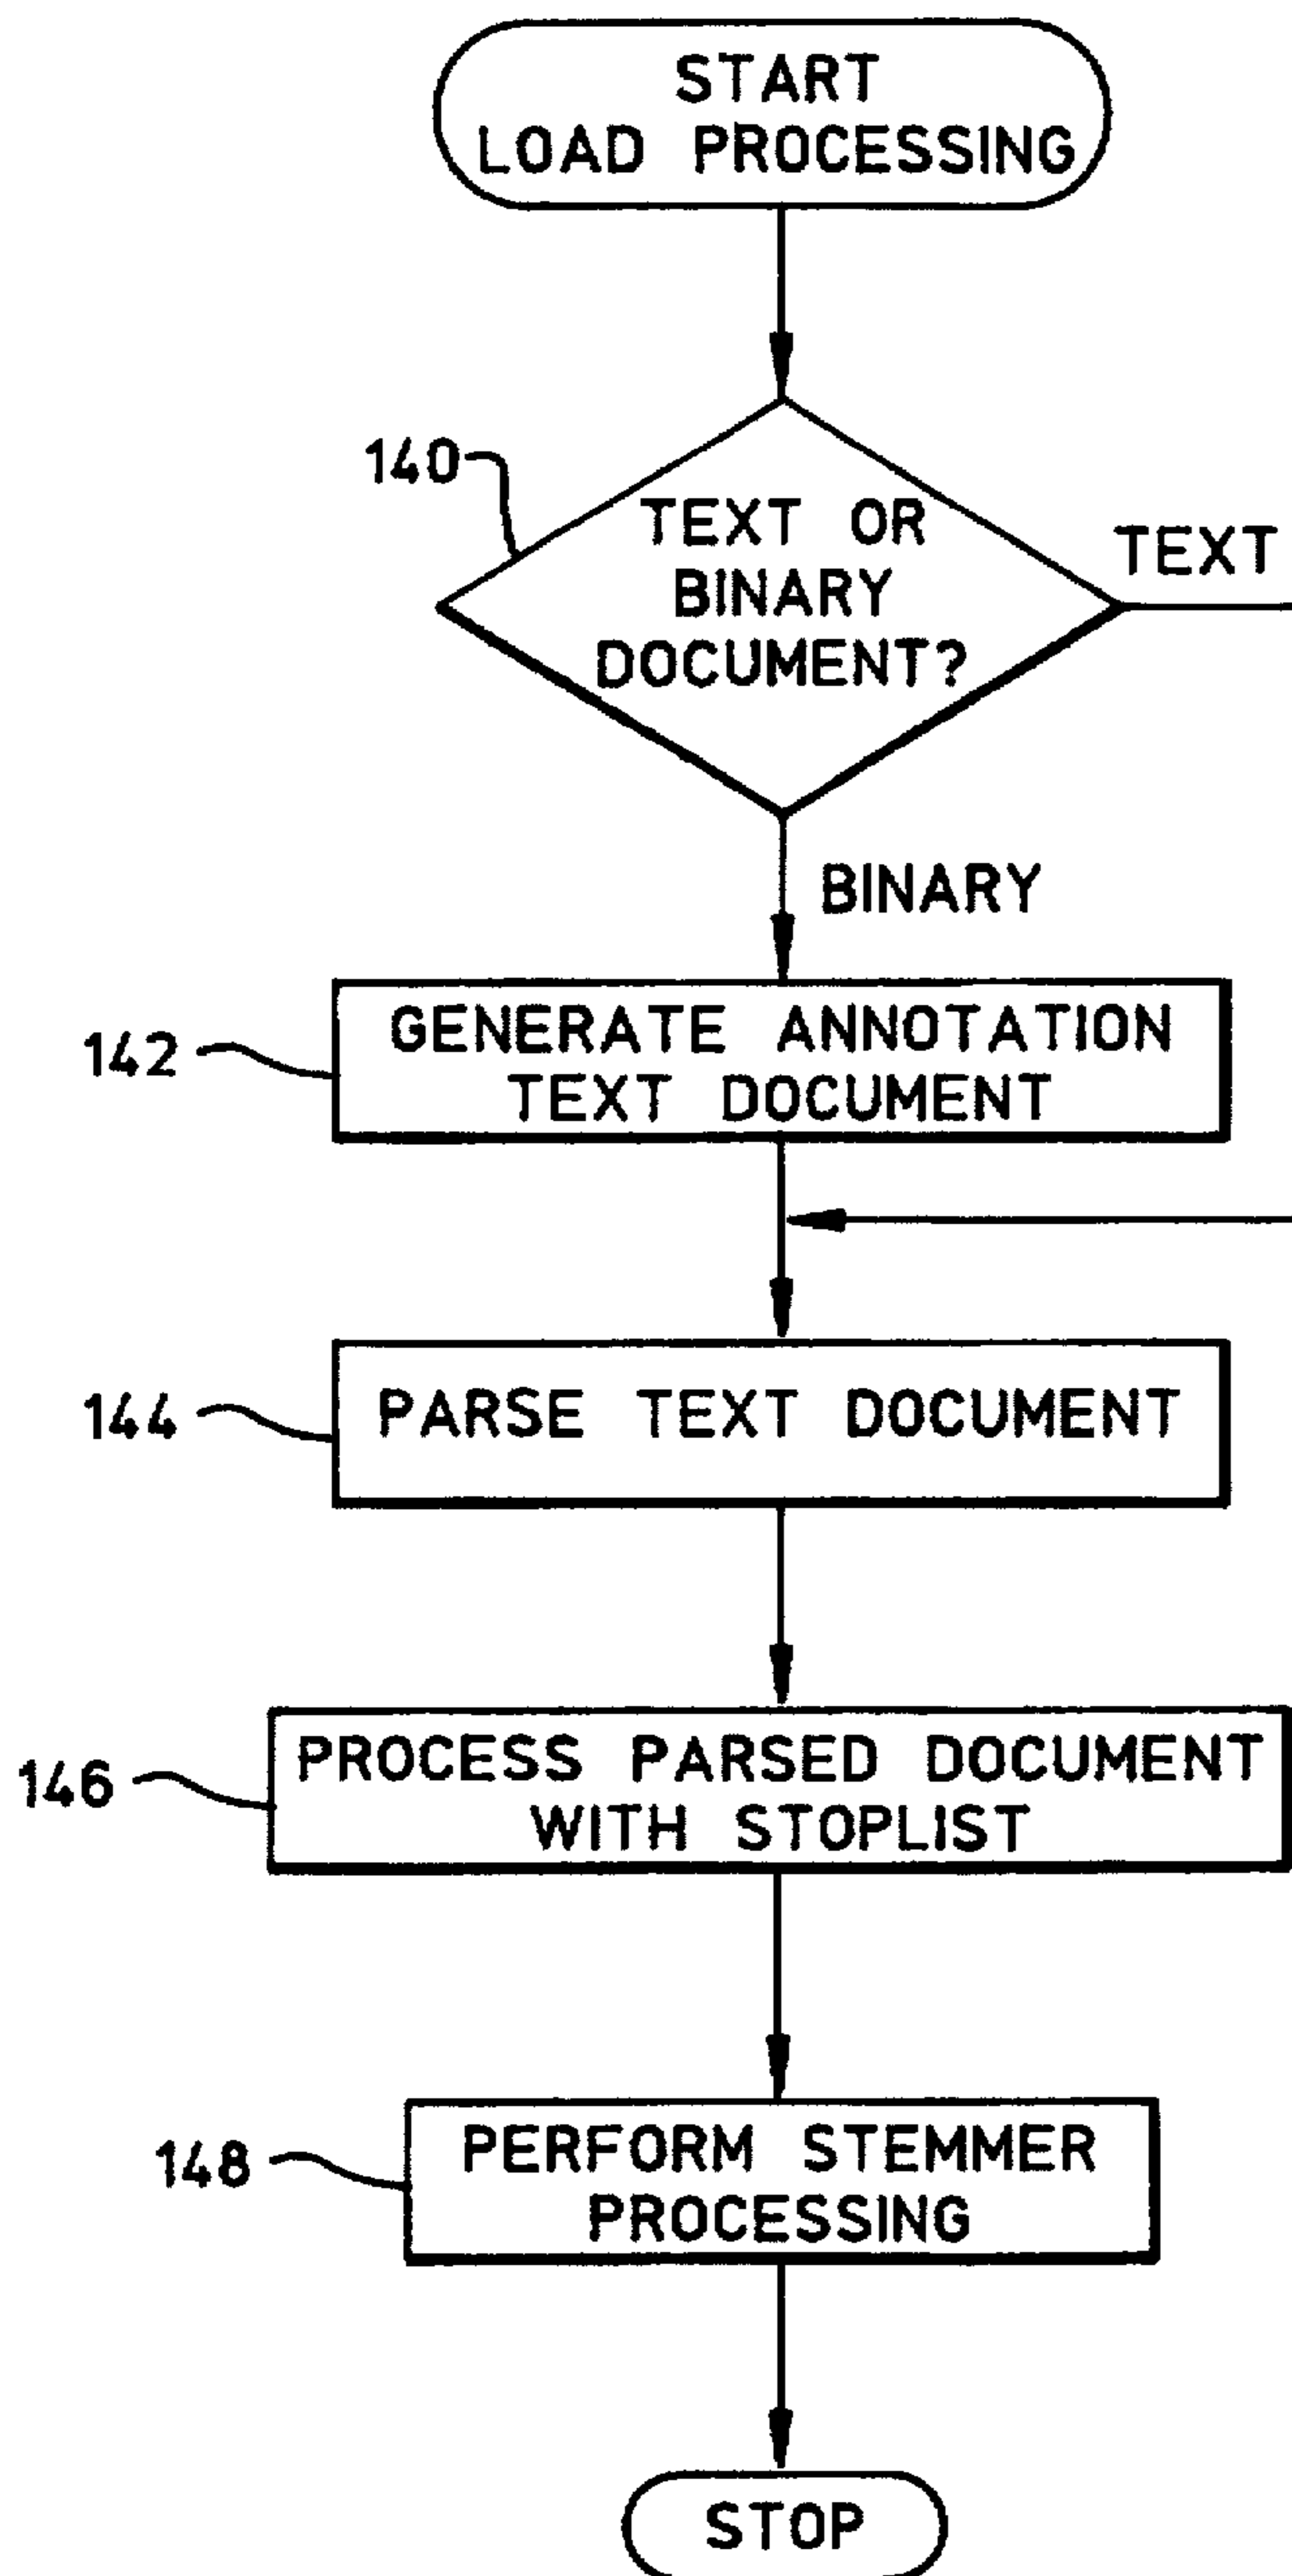 START
LOAD PROCESSING
140
TEXT OR
BINARY
DOCUMENT?
TEXT
BINARY
142
GENERATE ANNOTATION
TEXT DOCUMENT
144
PARSE TEXT DOCUMENT
146
PROCESS PARSED DOCUMENT
WITH STOPLIST
148
PERFORM STEMMER
PROCESSING
STOP